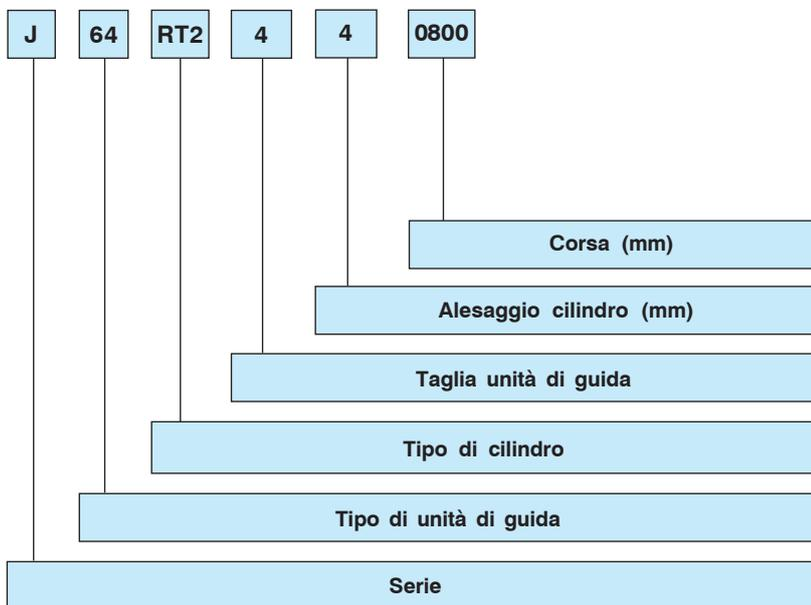 J 64 RT2 4 4 0800
Corsa (mm)
Alesaggio cilindro (mm)
Taglia unità di guida
Tipo di cilindro
Tipo di unità di guida
Serie